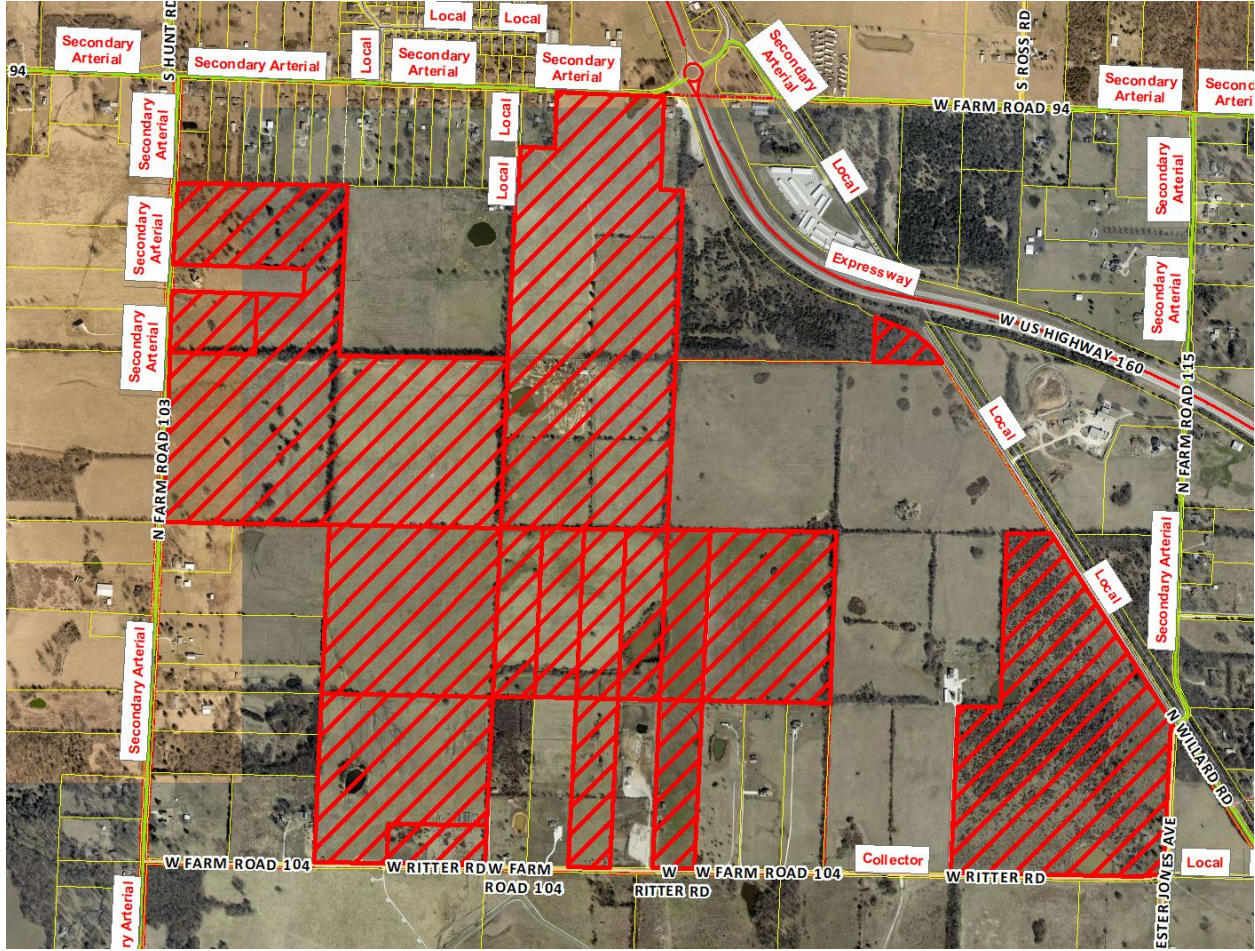 Local
Local
Secondary
Arterial
S HUNT RD
Secondary Arterial
Local
Secondary
Arterial
Secondary
Arterial
Secondary
Arterial
S ROSS RD
Secondary
Arterial
94
W FARM ROAD 94
Secondary
Arterial
Local
Local
Local
Secondary
Arterial
Secondary
Arterial
Expressway
Secondary
Arterial
Secondary
Arterial
W US HIGHWAY 160
N FARM ROAD 115
N FARM ROAD 103
Local
Local
Secondary Arterial
Secondary Arterial
N WILLARD RD
W FARM ROAD 104
W RITTER RD
W FARM
ROAD 104
W
RITTER RD
W FARM ROAD 104
Collector
W RITTER RD
Local
ry Arterial
ESTER JONES AVE